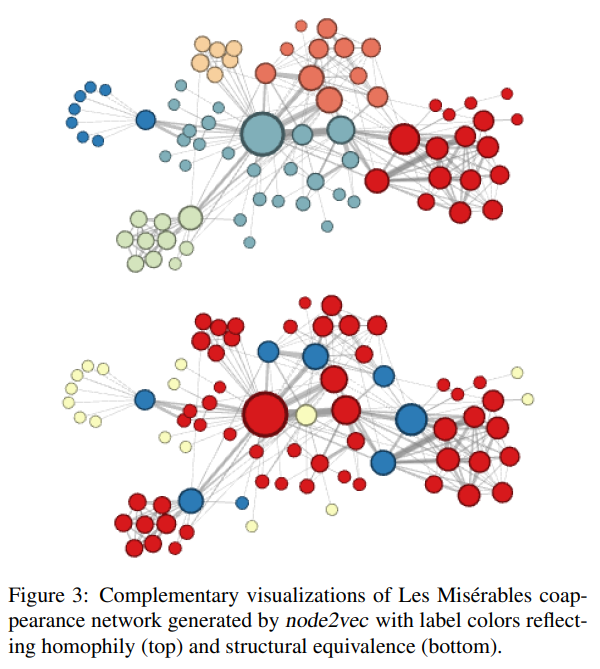 Figure 3: Complementary visualizations of Les Misérables coap-
pearance network generated by node2vec with label colors reflect-
ing homophily (top) and structural equivalence (bottom).